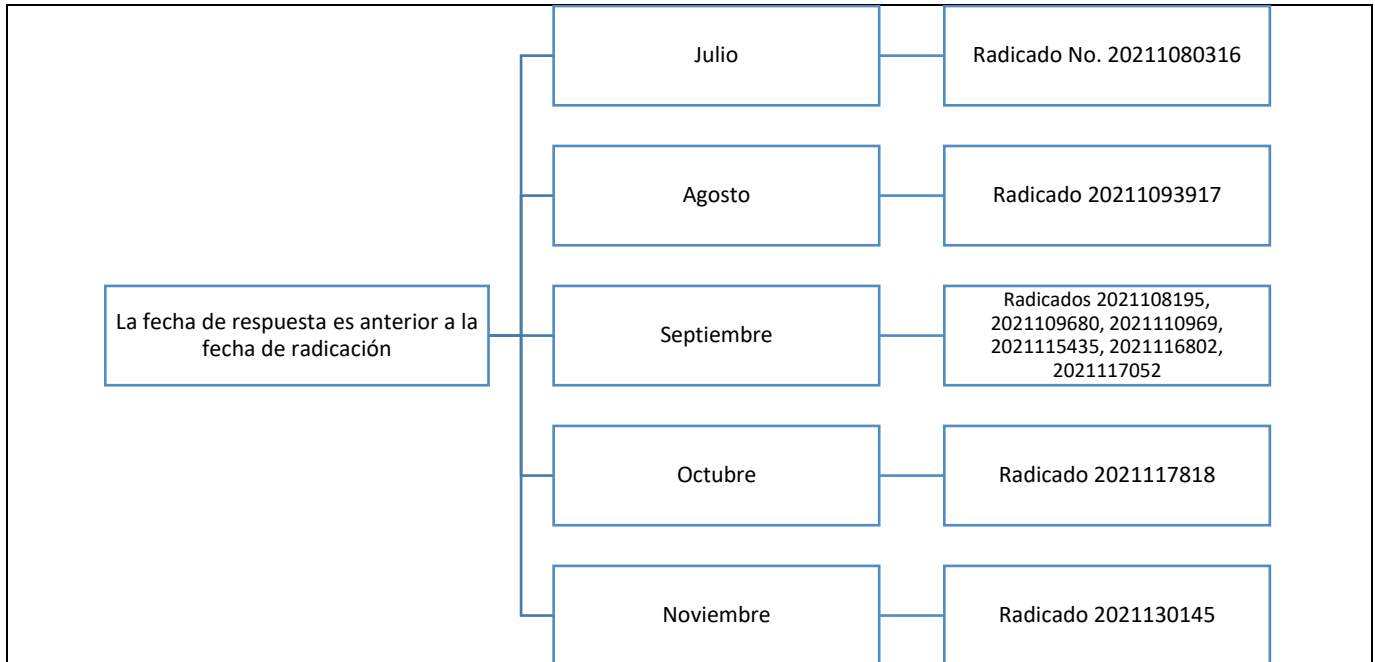 La fecha de respuesta es anterior a la
fecha de radicación
Julio
Radicado No. 20211080316
Agosto
Radicado 20211093917
Septiembre
Radicados 2021108195,
2021109680, 2021110969,
2021115435, 2021116802,
2021117052
Octubre
Radicado 2021117818
Noviembre
Radicado 2021130145